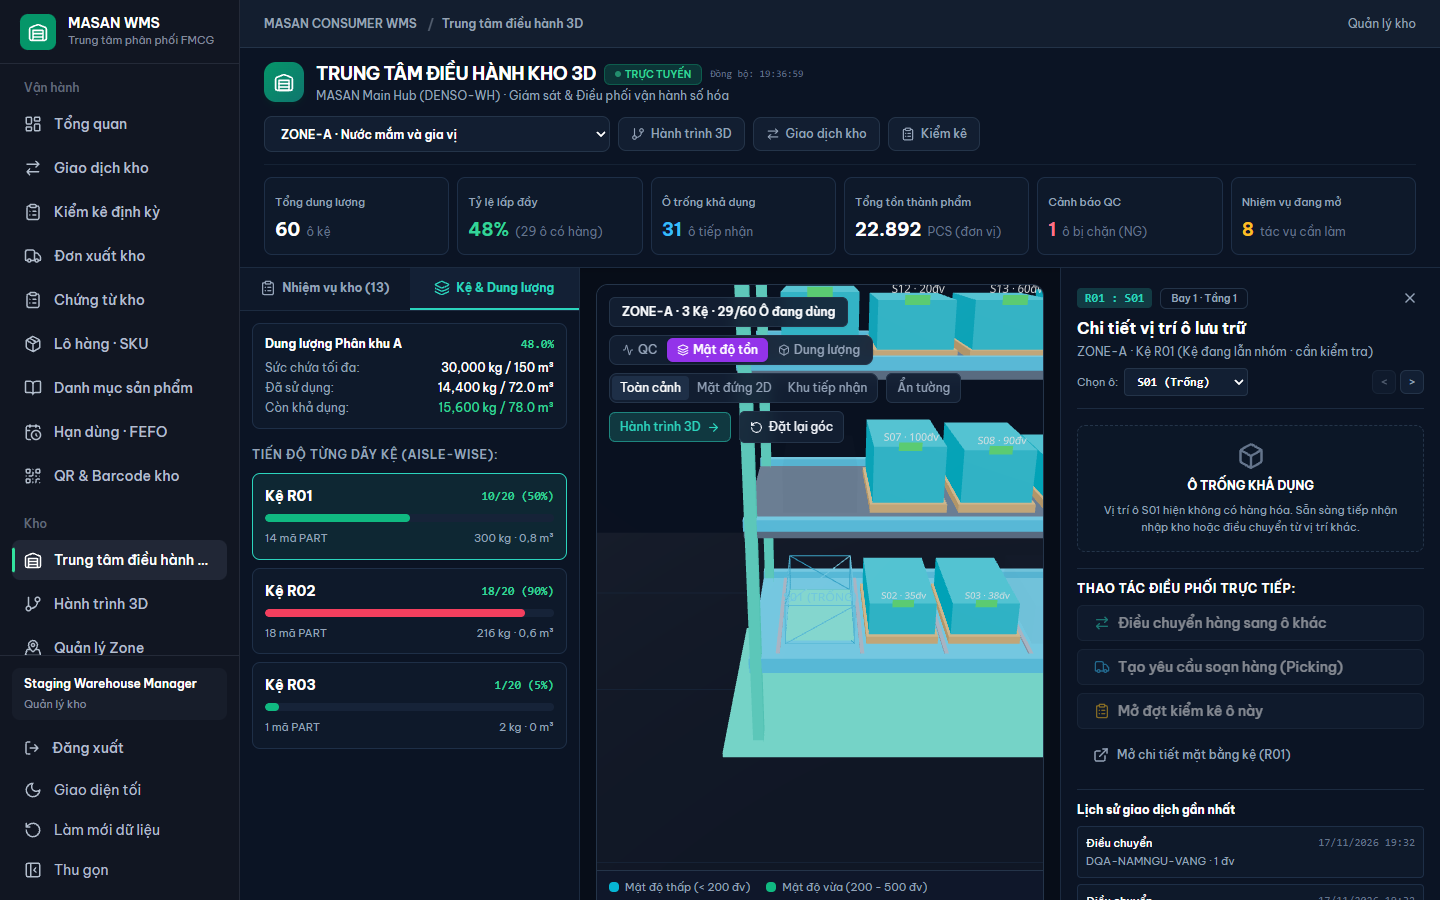 MASAN WMS
Trung tâm phân phối FMCG
Vận hành
Tổng quan
Giao dịch kho
Kiểm kê định kỳ
Đơn xuất kho
Chứng từ kho
Lô hàng · SKU
Danh mục sản phẩm
Hạn dùng · FEFO
QR & Barcode kho
Kho
Trung tâm điều hành ...
Hành trình 3D
Quản lý Zone
Staging Warehouse Manager
Quản lý kho
Đăng xuất
Giao diện tối
Làm mới dữ liệu
Thu gọn
MASAN CONSUMER WMS / Trung tâm điều hành 3D
Quản lý kho
TRUNG TÂM ĐIỀU HÀNH KHO 3D
TRỰC TUYẾN
Đồng bộ: 19:36:59
MASAN Main Hub (DENSO-WH) · Giám sát & Điều phối vận hành số hóa
ZONE-A · Nước mắm và gia vị
Hành trình 3D
Giao dịch kho
Kiểm kê
Tổng dung lượng
60 ô kệ
Tỷ lệ lấp đầy
48% (29 ô có hàng)
Ô trống khả dụng
31 ô tiếp nhận
Tổng tồn thành phẩm
22.892 PCS (đơn vị)
Cảnh báo QC
1 ô bị chặn (NG)
Nhiệm vụ đang mở
8 tác vụ cần làm
Nhiệm vụ kho (13)
Kệ & Dung lượng
Dung lượng Phân khu A 48.0%
Sức chứa tối đa: 30,000 kg / 150 m³
Đã sử dụng: 14,400 kg / 72.0 m³
Còn khả dụng: 15,600 kg / 78.0 m³
TIẾN ĐỘ TỪNG DÃY KỆ (AISLE-WISE):
Kệ R01 10/20 (50%)
14 mã PART 300 kg · 0,8 m³
Kệ R02 18/20 (90%)
18 mã PART 216 kg · 0,6 m³
Kệ R03 1/20 (5%)
1 mã PART 2 kg · 0 m³
ZONE-A · 3 Kệ · 29/60 Ô đang dùng
QC
Mật độ tồn
Dung lượng
Toàn cảnh
Mặt đứng 2D
Khu tiếp nhận
Ẩn tường
Hành trình 3D →
Đặt lại góc
S12 · 20đv
S13 · 60đv
S07 · 100đv
S08 · 90đv
S02 · 35đv
S03 · 38đv
Mật độ thấp (< 200 đv)
Mật độ vừa (200 - 500 đv)
R01 : S01
Bay 1 · Tầng 1
Chi tiết vị trí ô lưu trữ
ZONE-A · Kệ R01 (Kệ đang lẫn nhóm · cần kiểm tra)
Chọn ô:
S01 (Trống)
<
>
Ô TRỐNG KHẢ DỤNG
Vị trí ô S01 hiện không có hàng hóa. Sẵn sàng tiếp nhận
nhập kho hoặc điều chuyển từ vị trí khác.
THAO TÁC ĐIỀU PHỐI TRỰC TIẾP:
Điều chuyển hàng sang ô khác
Tạo yêu cầu soạn hàng (Picking)
Mở đợt kiểm kê ô này
Mở chi tiết mặt bằng kệ (R01)
Lịch sử giao dịch gần nhất
Điều chuyển 17/11/2026 19:32
DQA-NAMNGU-VANG · 1 đv